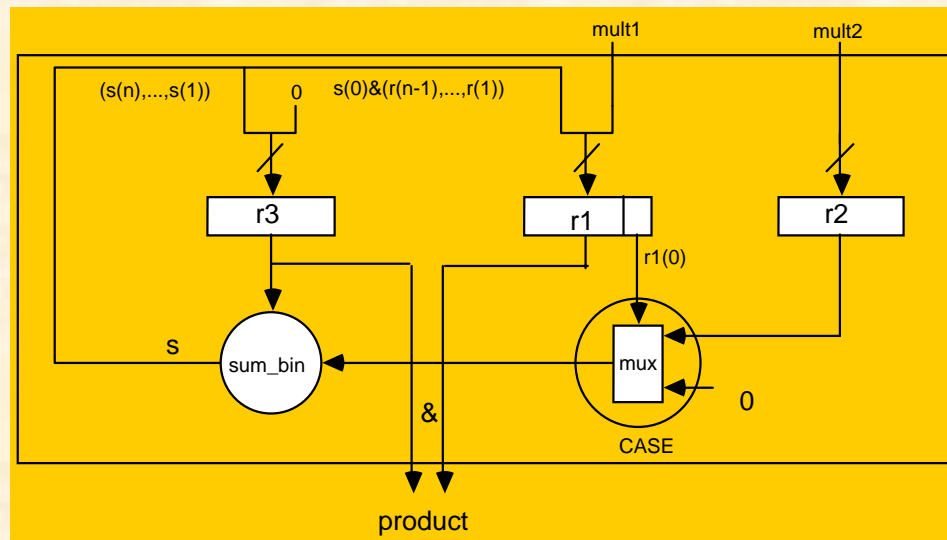 mult1
mult2
(s(n),...,s(1))
0
s(0)&(r(n-1),...,r(1))
r3
r1
r2
r1(0)
s
sum_bin
mux
0
&
CASE
product